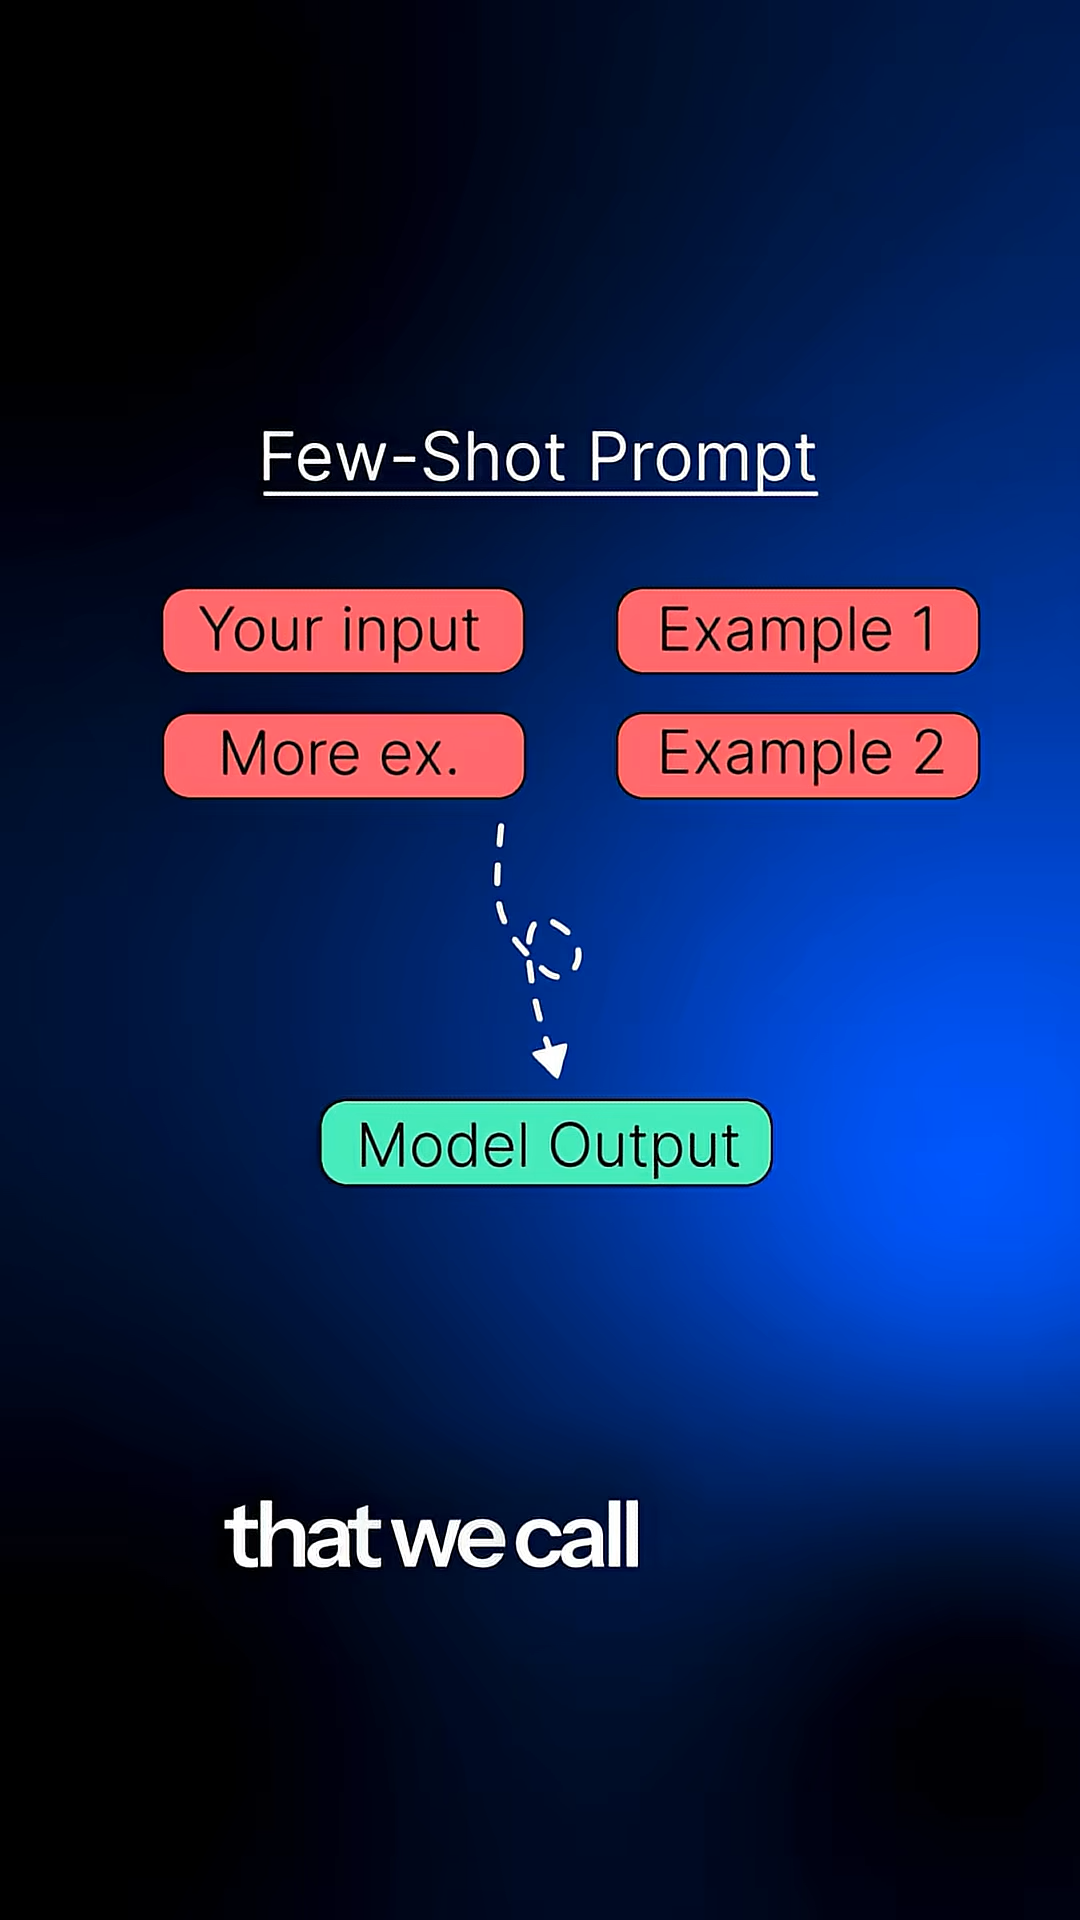 Few-Shot Prompt
Your input
Example 1
More ex.
Example 2
Model Output
that we call